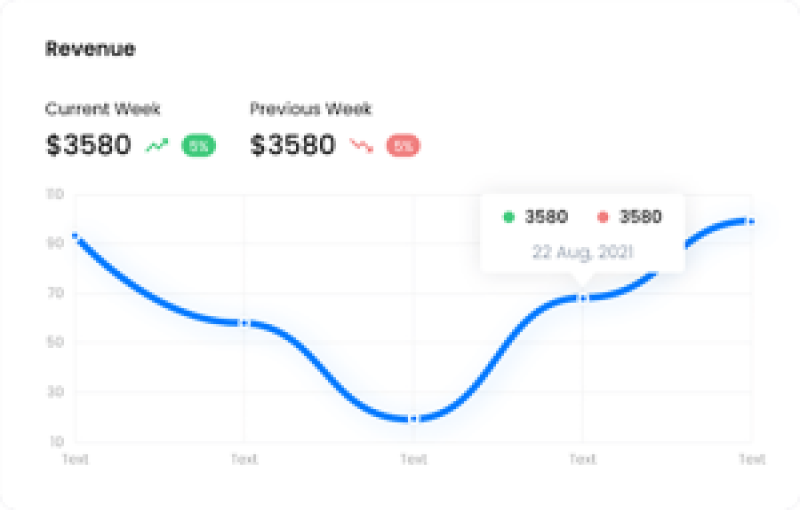 Revenue
Current Week Previous Week
$3580 5% $3580 5%
110
3580 3580
90
22 Aug, 2021
70
50
30
10
Text Text Text Text Text